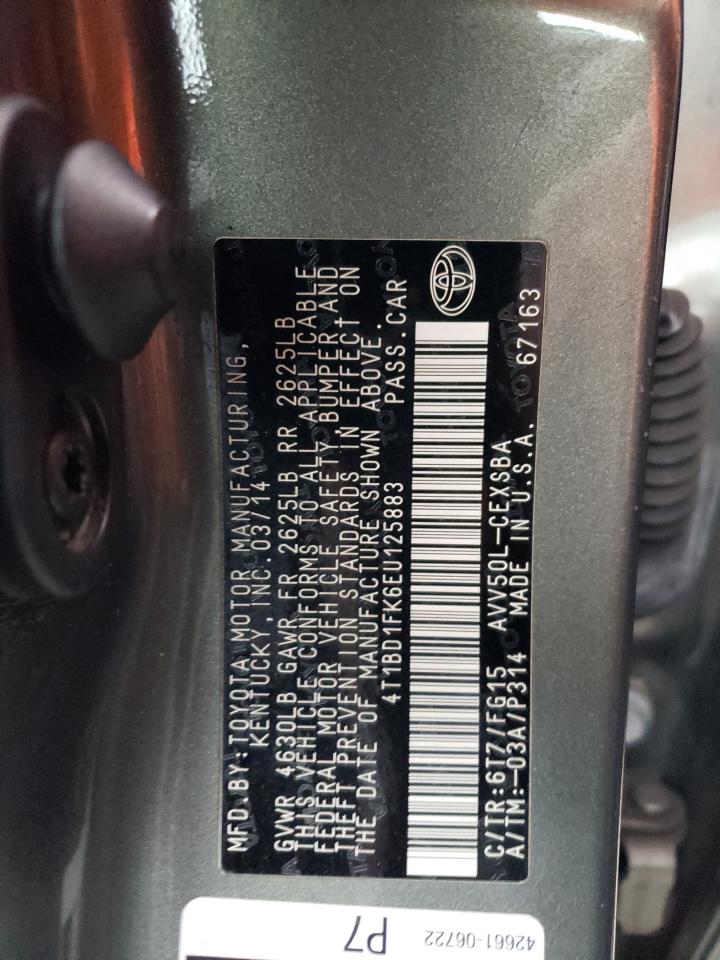 MFD.BY:TOYOTA MOTOR MANUFACTURING,
KENTUCKY,INC.03/14
GVWR 4630LB GAWR FR 2625LB RR 2625LB
THIS VEHICLE CONFORMS TO ALL APPLICABLE
FEDERAL MOTOR VEHICLE SAFETY,BUMPER AND
THEFT PREVENTION STANDARDS IN EFFECT ON
THE DATE OF MANUFACTURE SHOWN ABOVE.
4T1BD1FK6EU125883 PASS.CAR
C/TR:6T7/FG15 AVV50L-CEXSBA
A/TM:-03A/P314 MADE IN U.S.A. 67163
P7
42661-06722